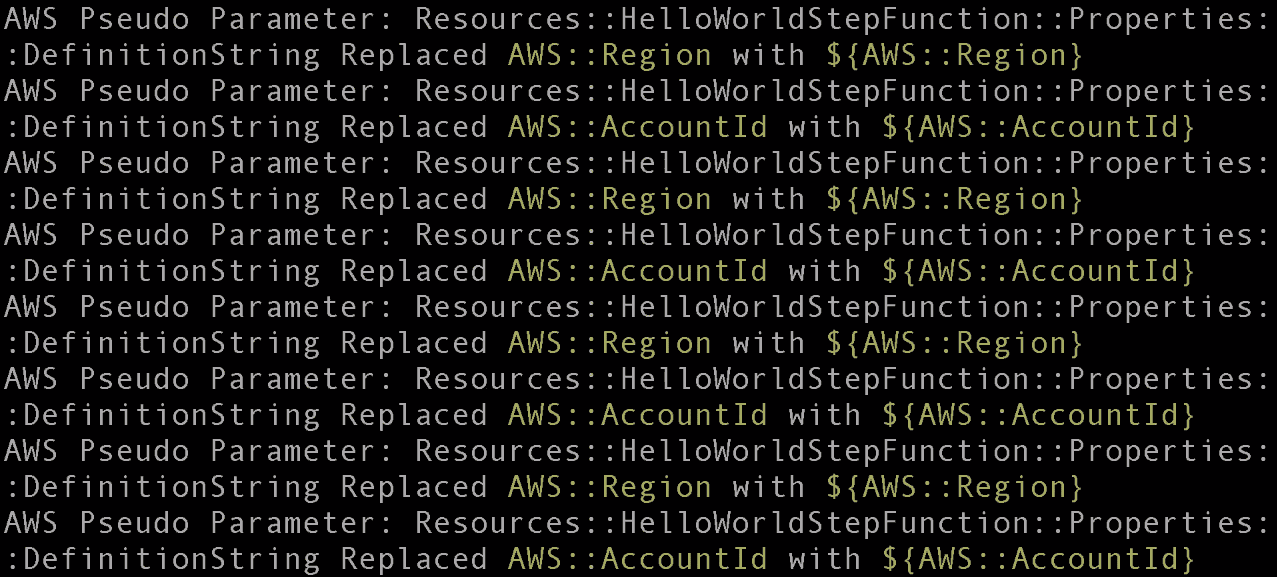 AWS Pseudo Parameter: Resources::HelloWorldStepFunction::Properties:
:DefinitionString Replaced AWS::Region with ${AWS::Region}
AWS Pseudo Parameter: Resources::HelloWorldStepFunction::Properties:
:DefinitionString Replaced AWS::AccountId with ${AWS::AccountId}
AWS Pseudo Parameter: Resources::HelloWorldStepFunction::Properties:
:DefinitionString Replaced AWS::Region with ${AWS::Region}
AWS Pseudo Parameter: Resources::HelloWorldStepFunction::Properties:
:DefinitionString Replaced AWS::AccountId with ${AWS::AccountId}
AWS Pseudo Parameter: Resources::HelloWorldStepFunction::Properties:
:DefinitionString Replaced AWS::Region with ${AWS::Region}
AWS Pseudo Parameter: Resources::HelloWorldStepFunction::Properties:
:DefinitionString Replaced AWS::AccountId with ${AWS::AccountId}
AWS Pseudo Parameter: Resources::HelloWorldStepFunction::Properties:
:DefinitionString Replaced AWS::Region with ${AWS::Region}
AWS Pseudo Parameter: Resources::HelloWorldStepFunction::Properties:
:DefinitionString Replaced AWS::AccountId with ${AWS::AccountId}